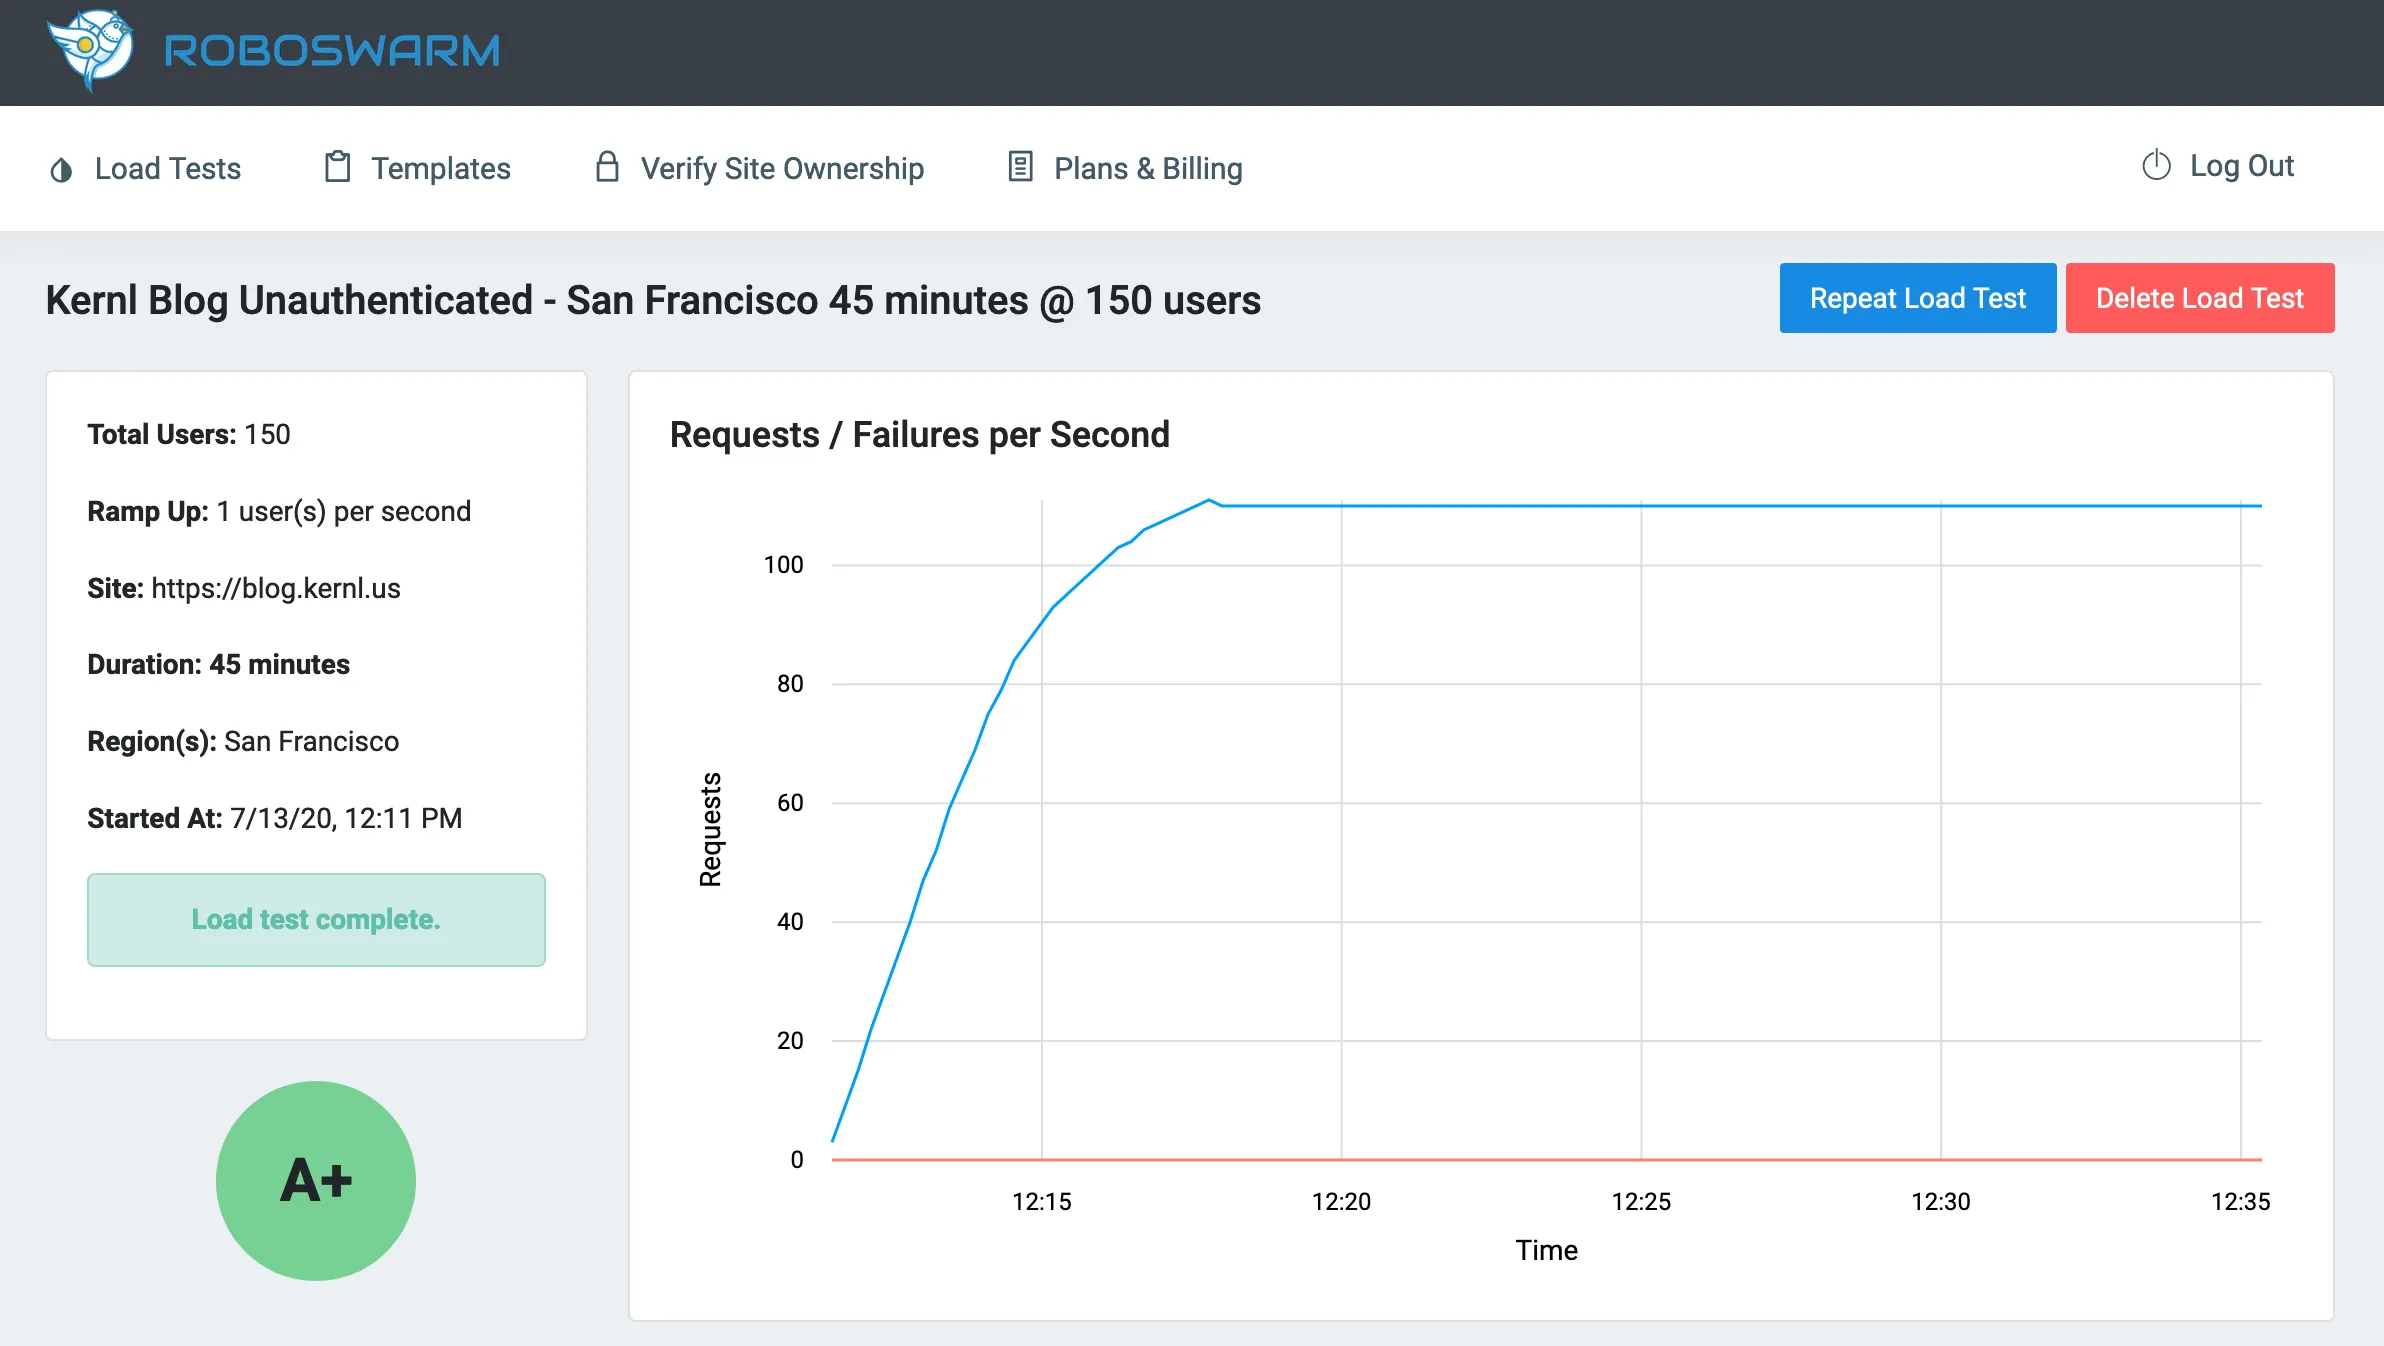 ROBOSWARM
Load Tests
Templates
Verify Site Ownership
Plans & Billing
Log Out
Kernl Blog Unauthenticated - San Francisco 45 minutes @ 150 users
Repeat Load Test
Delete Load Test
Total Users: 150
Ramp Up: 1 user(s) per second
Site: https://blog.kernl.us
Duration: 45 minutes
Region(s): San Francisco
Started At: 7/13/20, 12:11 PM
Load test complete.
A+
Requests / Failures per Second
100
80
60
40
20
0
Requests
12:15
12:20
12:25
12:30
12:35
Time